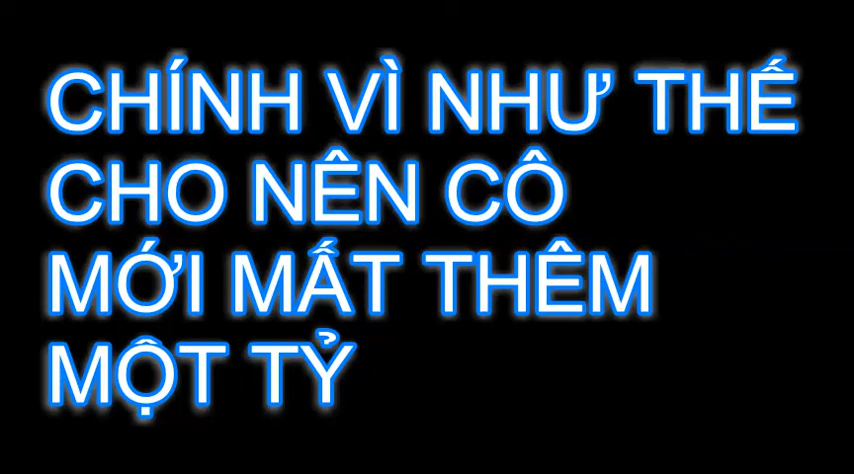 CHÍNH VÌ NHƯ THẾ
CHO NÊN CÔ
MỚI MẤT THÊM
MỘT TỶ